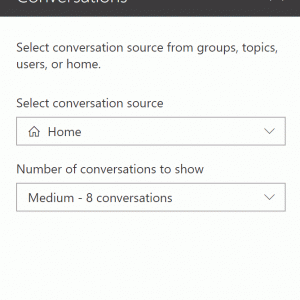 Conversations
Select conversation source from groups, topics,
users, or home.
Select conversation source
Home
Number of conversations to show
Medium - 8 conversations